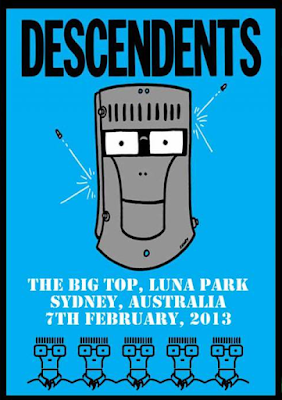 DESCENDENTS
THE BIG TOP, LUNA PARK
SYDNEY, AUSTRALIA
7TH FEBRUARY, 2013